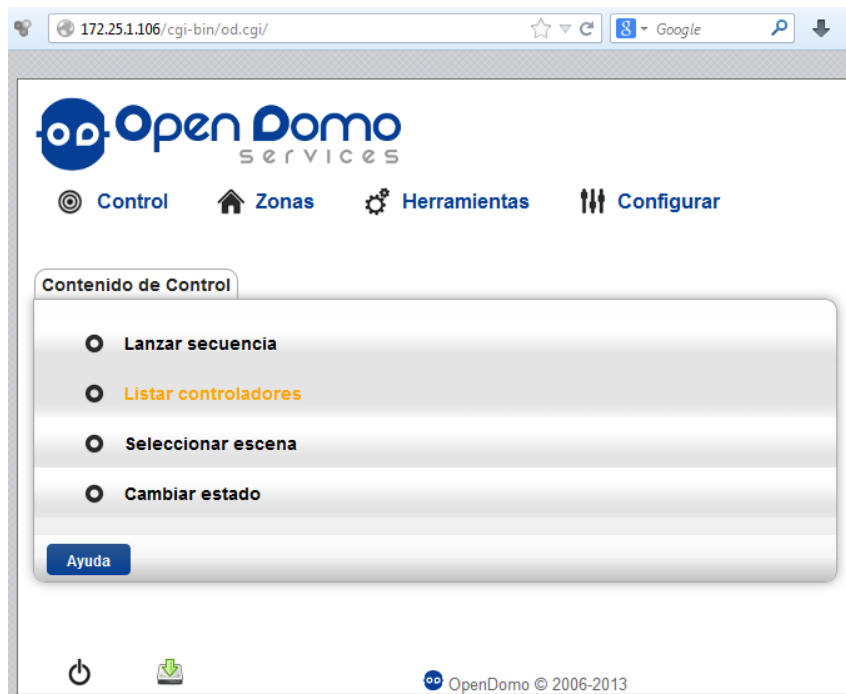 172.25.1.106/cgi-bin/od.cgi/
8 Google
Open Domo
services
Control Zonas Herramientas Configurar
Contenido de Control
Lanzar secuencia
Listar controladores
Seleccionar escena
Cambiar estado
Ayuda
OpenDomo © 2006-2013